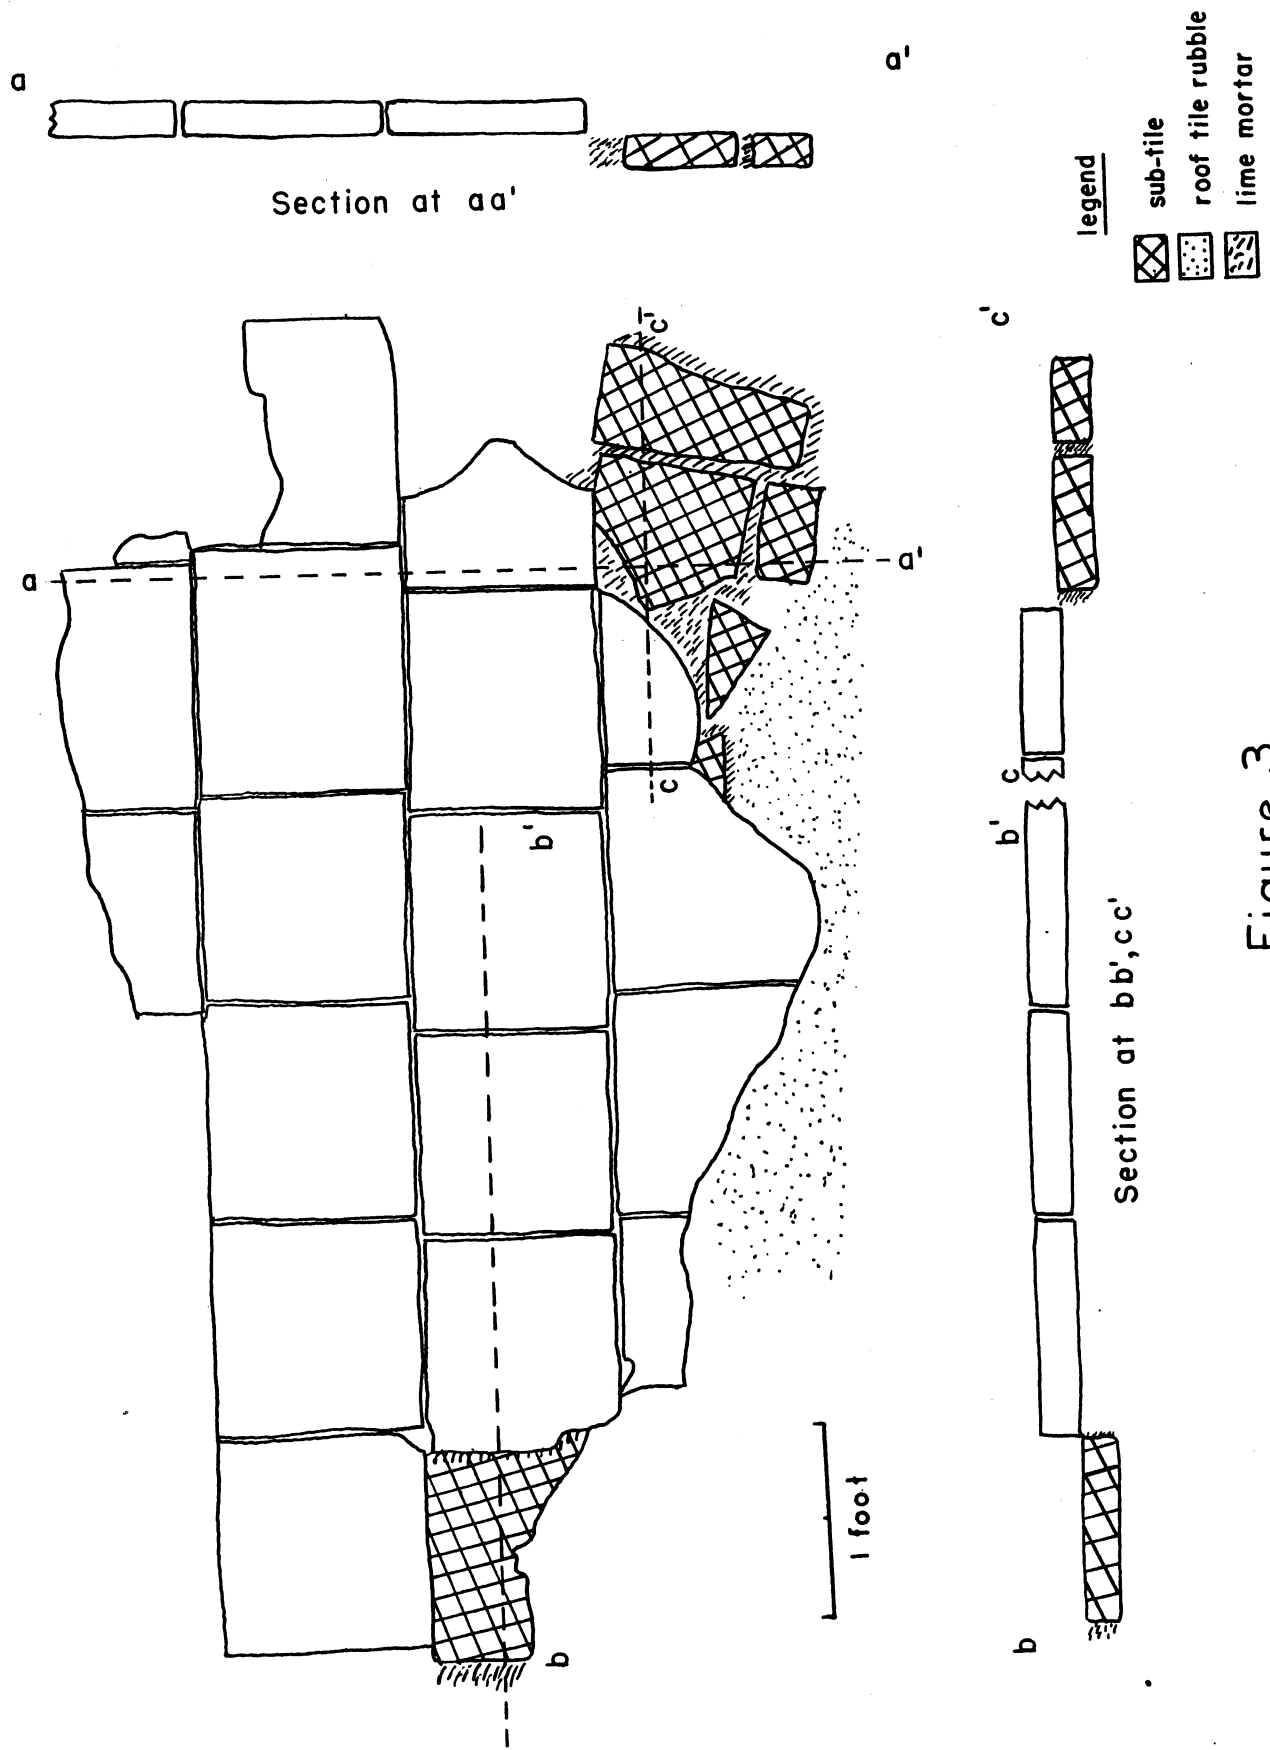 a
a'
Section at aa'
legend
sub-tile
roof tile rubble
lime mortar
a
a'
c'
c
b'
b
1 foot
c'
c
b'
b
Section at bb', cc'
Figure 3